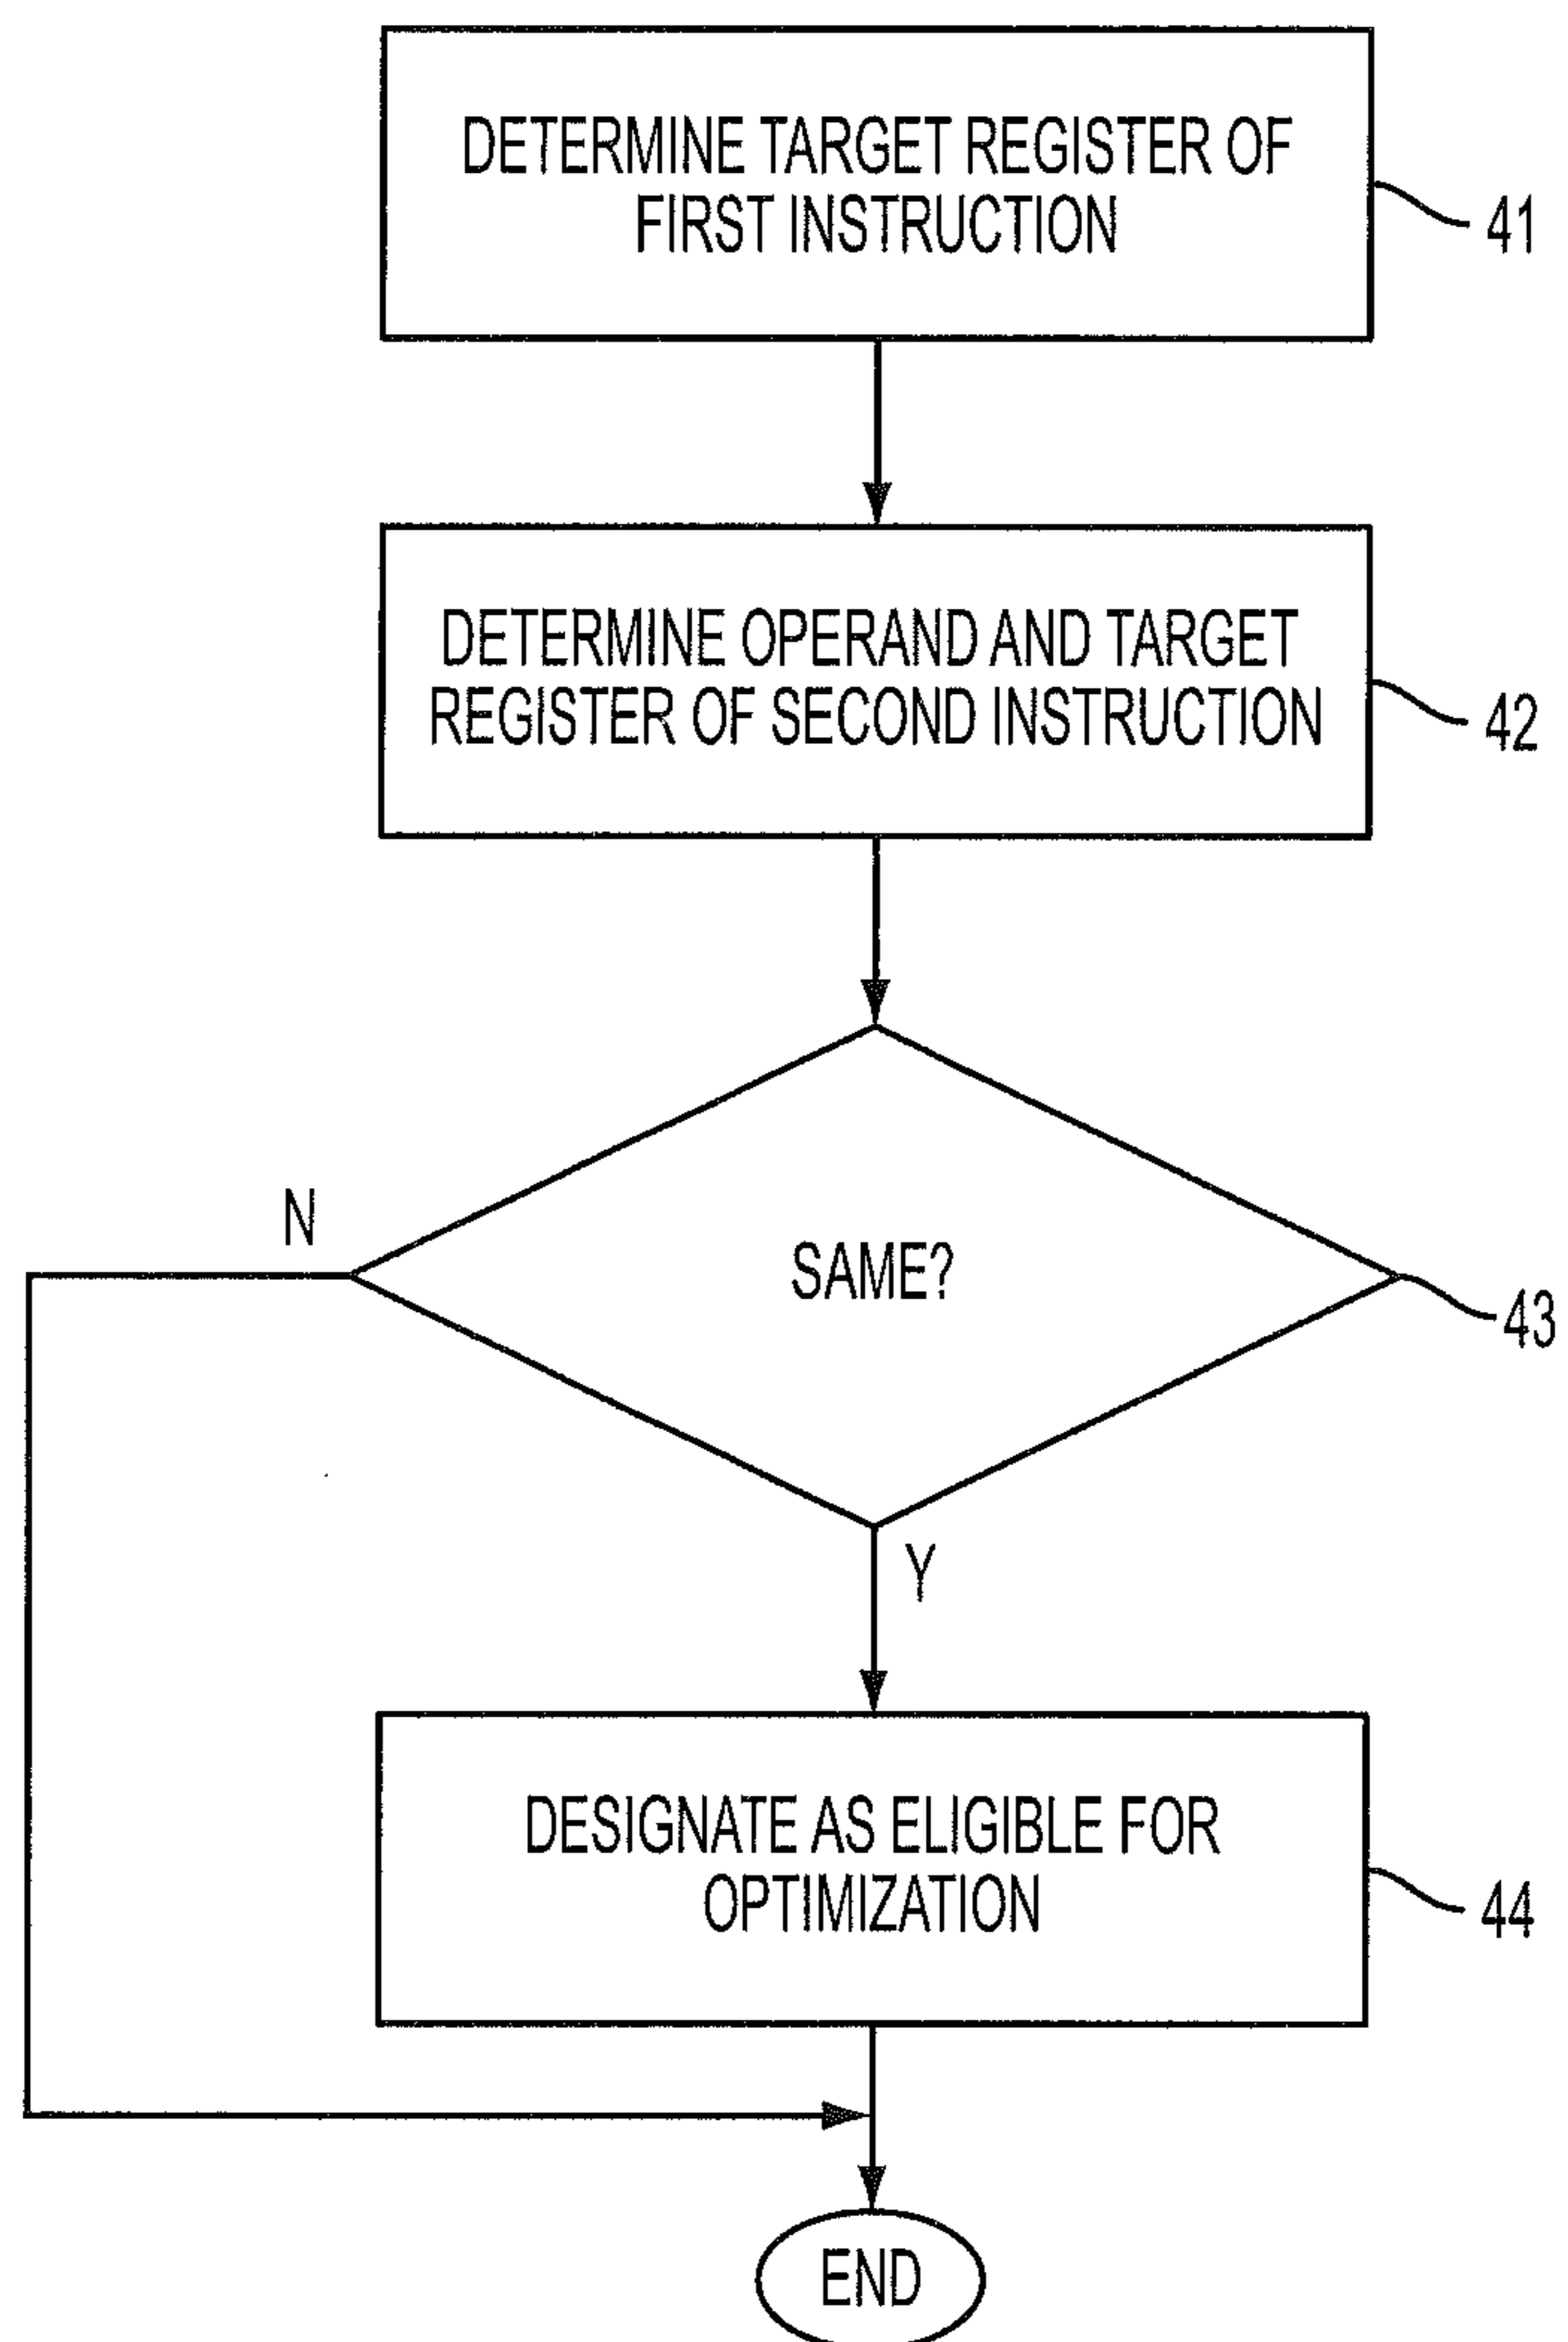 DETERMINE TARGET REGISTER OF
FIRST INSTRUCTION
41
DETERMINE OPERAND AND TARGET
REGISTER OF SECOND INSTRUCTION
42
N
SAME?
43
Y
DESIGNATE AS ELIGIBLE FOR
OPTIMIZATION
44
END